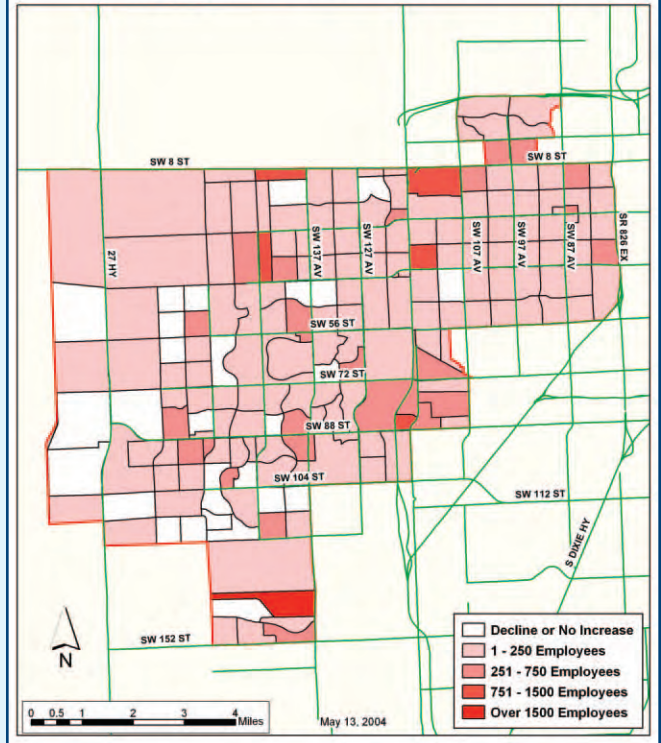 SW 8 ST
SW 8 ST
27 HY
SW 137 AV
SW 127 AV
SW 107 AV
SW 97 AV
SW 87 AV
SR 826 EX
SW 56 ST
SW 72 ST
SW 88 ST
SW 104 ST
SW 112 ST
S DIXIE HY
SW 152 ST
N
Decline or No Increase
1 - 250 Employees
251 - 750 Employees
751 - 1500 Employees
Over 1500 Employees
0 0.5 1 2 3 4
Miles
May 13, 2004